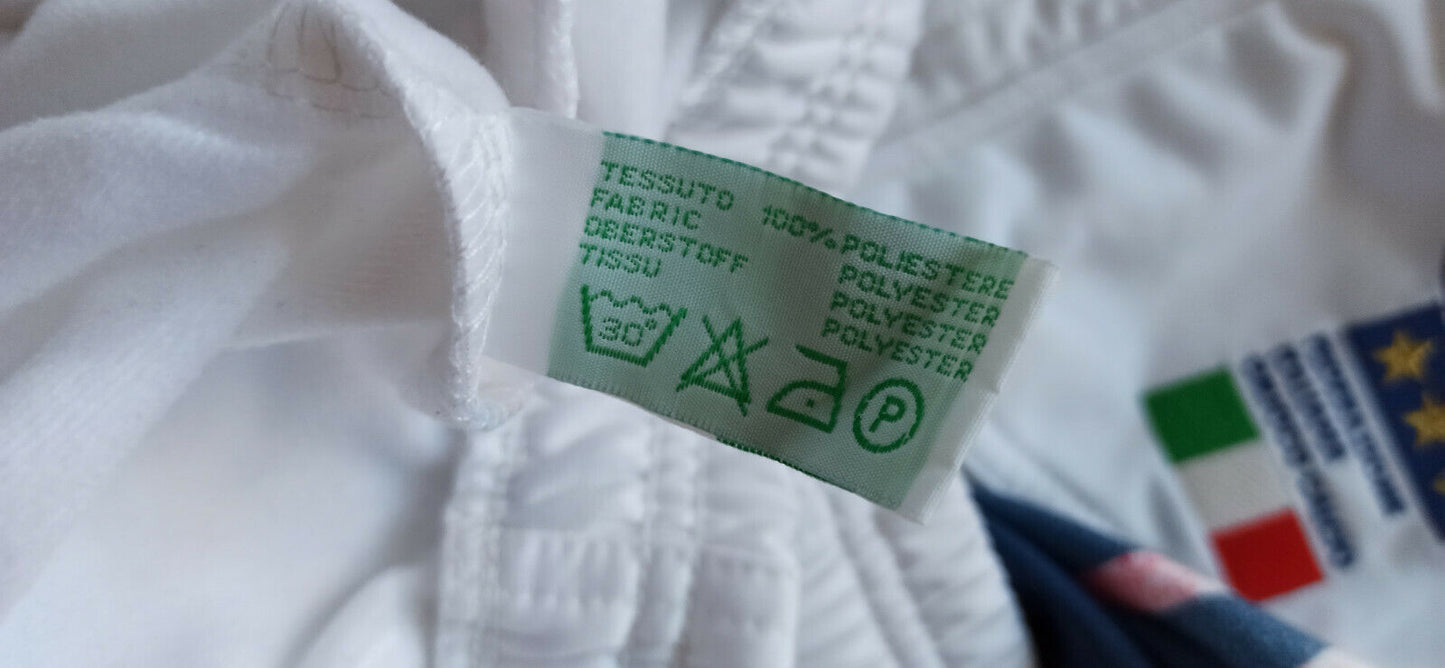 TESSUTO 100% POLIESTERE
FABRIC POLYESTER
OBERSTOFF POLYESTER
TISSU POLYESTER
30°
P